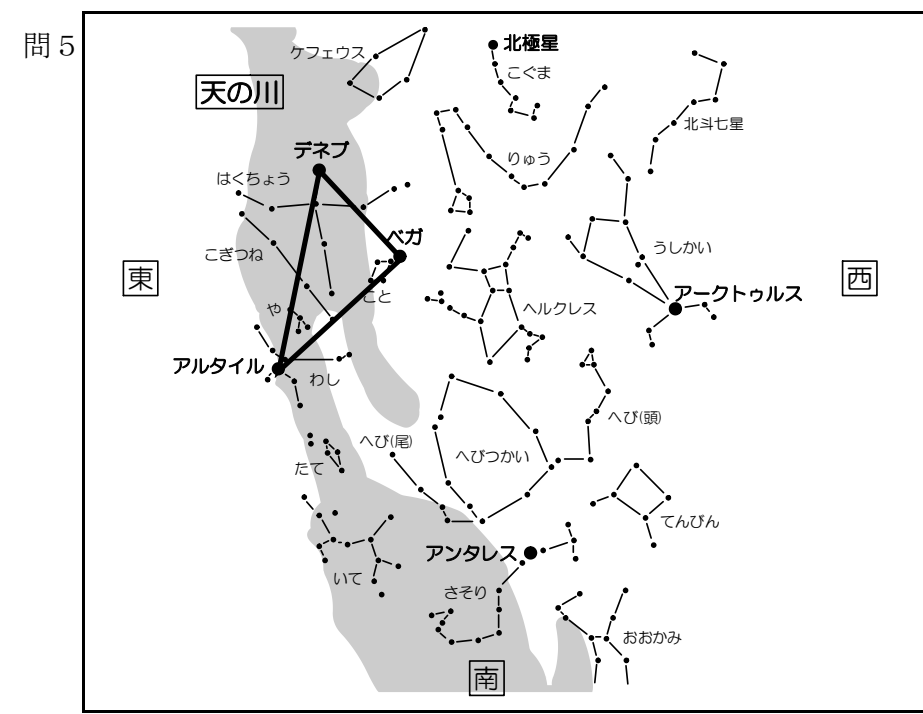 問5
北極星
ケフェウス
こぐま
天の川
北斗七星
デネブ
りゅう
はくちょう
ベガ
うしかい
こぎつね
東
西
こと
アークトゥルス
や
ヘルクレス
アルタイル
わし
へび(頭)
へび(尾)
へびつかい
たて
てんびん
アンタレス
いて
さそり
おおかみ
南